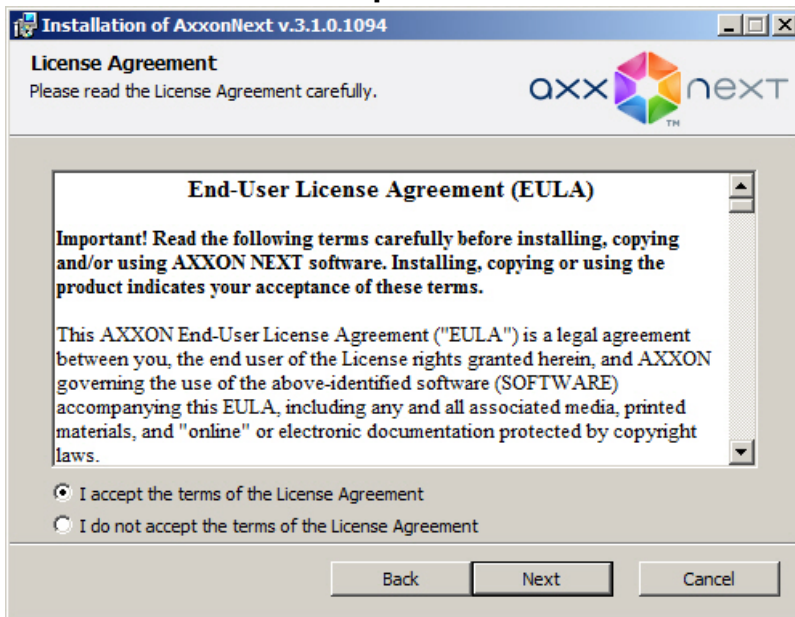 Installation of AxxonNext v.3.1.0.1094
License Agreement
Please read the License Agreement carefully.
axx next
TM
End-User License Agreement (EULA)
Important! Read the following terms carefully before installing, copying
and/or using AXXON NEXT software. Installing, copying or using the
product indicates your acceptance of these terms.
This AXXON End-User License Agreement ("EULA") is a legal agreement
between you, the end user of the License rights granted herein, and AXXON
governing the use of the above-identified software (SOFTWARE)
accompanying this EULA, including any and all associated media, printed
materials, and "online" or electronic documentation protected by copyright
laws.
I accept the terms of the License Agreement
I do not accept the terms of the License Agreement
Back Next Cancel